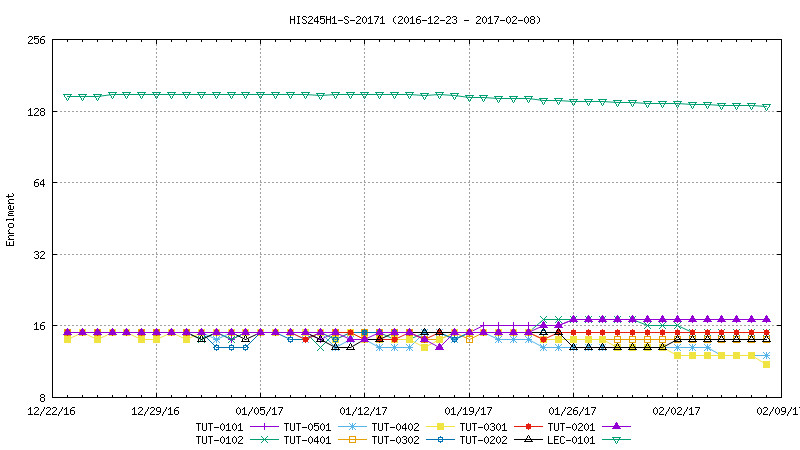 HIS245H1-S-20171 (2016-12-23 - 2017-02-08)
256
128
64
32
16
8
Enrolment
12/22/16 12/29/16 01/05/17 01/12/17 01/19/17 01/26/17 02/02/17 02/09/17
TUT-0101 TUT-0501 TUT-0402 TUT-0301 TUT-0201
TUT-0102 TUT-0401 TUT-0302 TUT-0202 LEC-0101